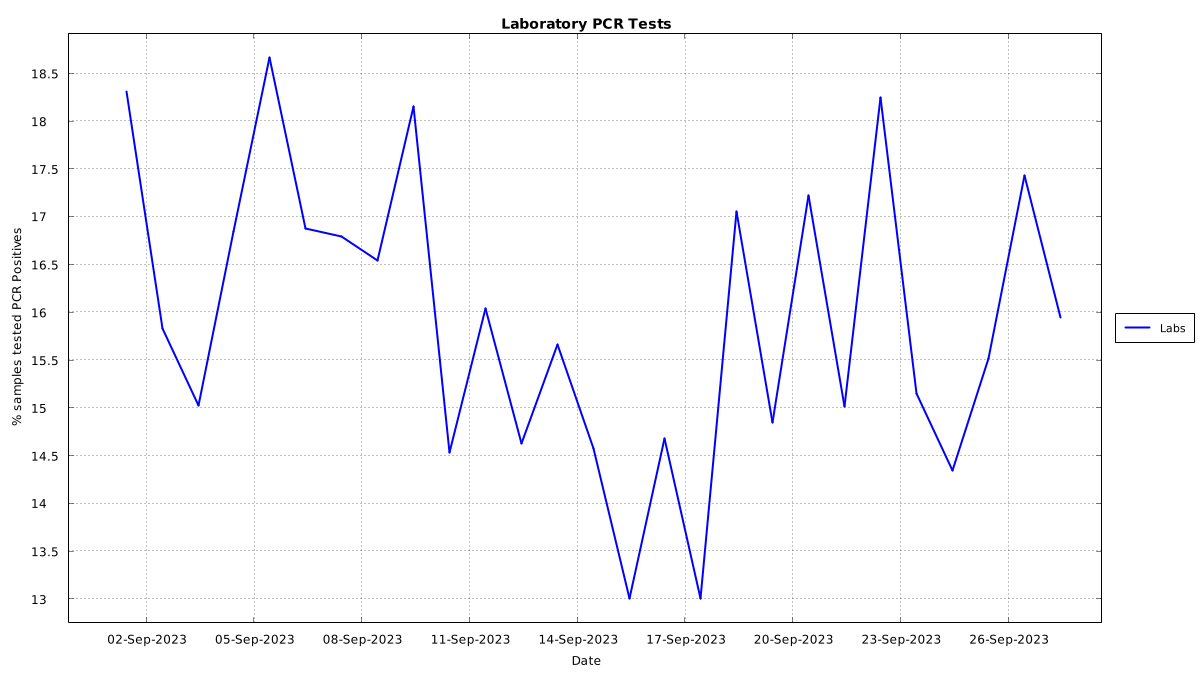 Laboratory PCR Tests
18.5
18
17.5
17
16.5
16
15.5
15
14.5
14
13.5
13
% samples tested PCR Positives
Labs
02-Sep-2023 05-Sep-2023 08-Sep-2023 11-Sep-2023 14-Sep-2023 17-Sep-2023 20-Sep-2023 23-Sep-2023 26-Sep-2023
Date